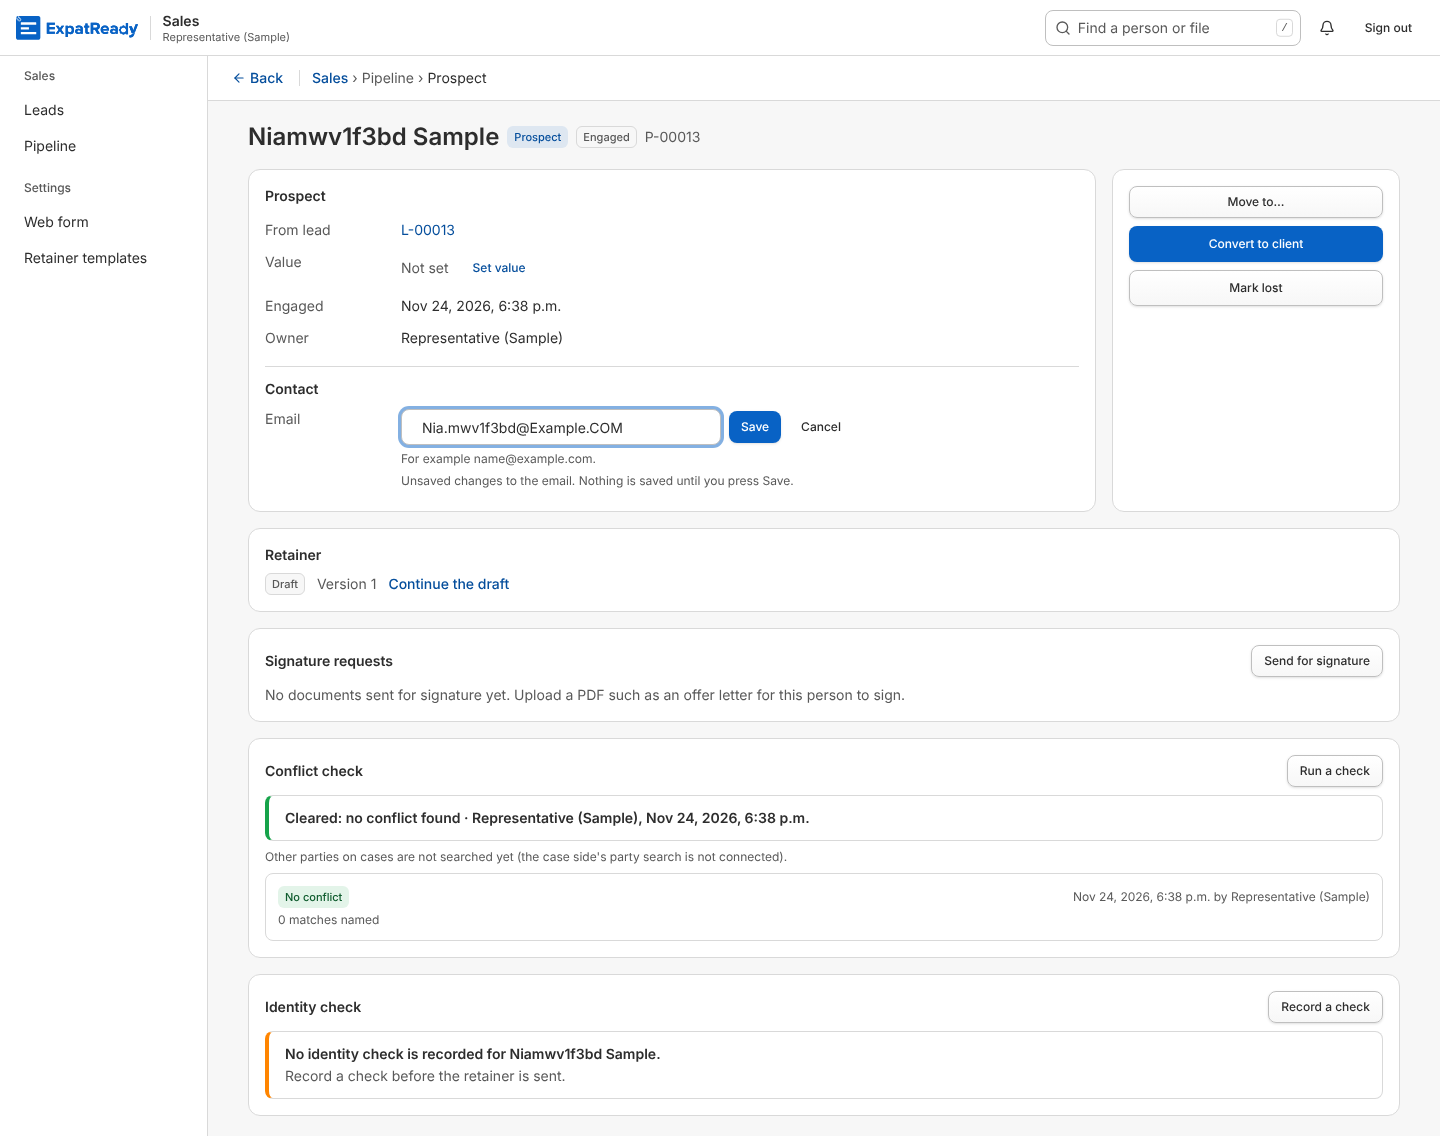 ExpatReady
Sales
Representative (Sample)
Find a person or file
/
Sign out
Sales
Leads
Pipeline
Settings
Web form
Retainer templates
← Back
Sales › Pipeline › Prospect
Niamwv1f3bd Sample Prospect Engaged P-00013
Prospect
From lead L-00013
Value Not set Set value
Engaged Nov 24, 2026, 6:38 p.m.
Owner Representative (Sample)
Contact
Email Nia.mwv1f3bd@Example.COM Save Cancel
For example name@example.com.
Unsaved changes to the email. Nothing is saved until you press Save.
Move to...
Convert to client
Mark lost
Retainer
Draft Version 1 Continue the draft
Signature requests Send for signature
No documents sent for signature yet. Upload a PDF such as an offer letter for this person to sign.
Conflict check Run a check
Cleared: no conflict found · Representative (Sample), Nov 24, 2026, 6:38 p.m.
Other parties on cases are not searched yet (the case side's party search is not connected).
No conflict Nov 24, 2026, 6:38 p.m. by Representative (Sample)
0 matches named
Identity check Record a check
No identity check is recorded for Niamwv1f3bd Sample.
Record a check before the retainer is sent.